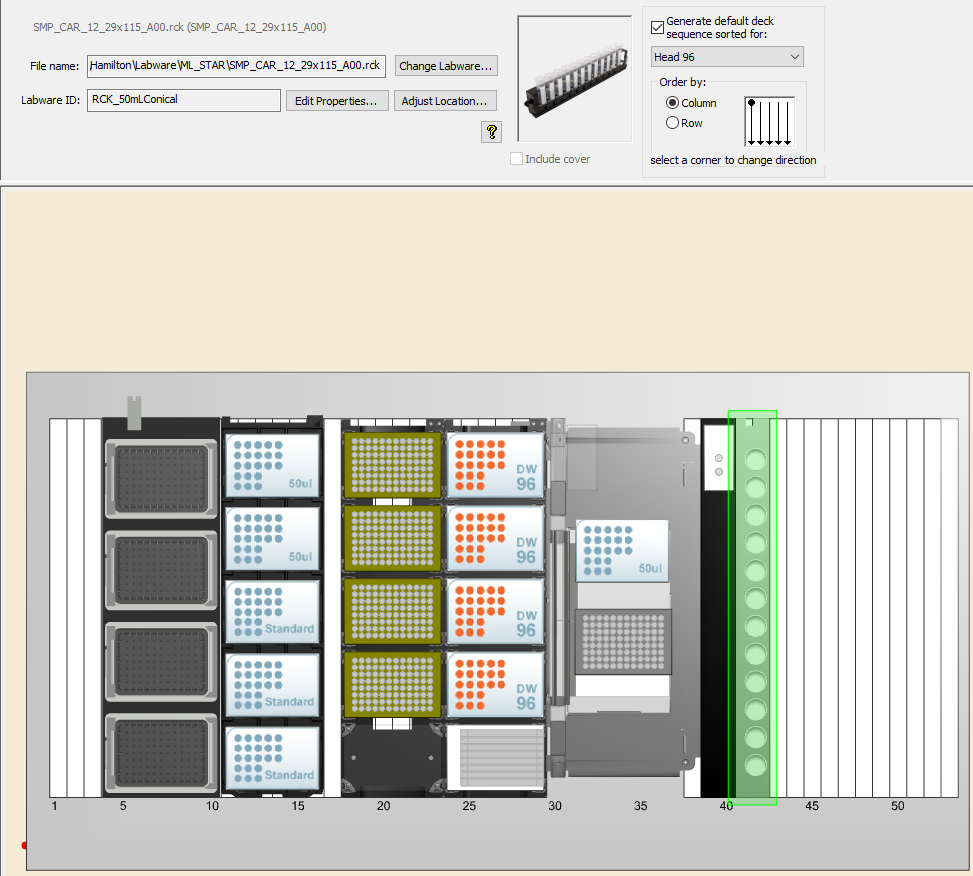 SMP_CAR_12_29x115_A00.rck (SMP_CAR_12_29x115_A00)
File name: Hamilton\Labware\ML_STAR\SMP_CAR_12_29x115_A00.rck Change Labware...
Labware ID: RCK_50mLConical Edit Properties... Adjust Location...
?
Include cover
Generate default deck
sequence sorted for:
Head 96
Order by:
Column
Row
select a corner to change direction
50ul
DW
96
50ul
DW
96
50ul
Standard
DW
96
Standard
DW
96
Standard
1 5 10 15 20 25 30 35 40 45 50